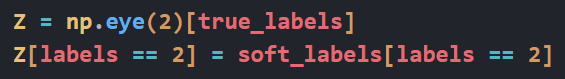 Z = np.eye(2)[true_labels]
Z[labels == 2] = soft_labels[labels == 2]